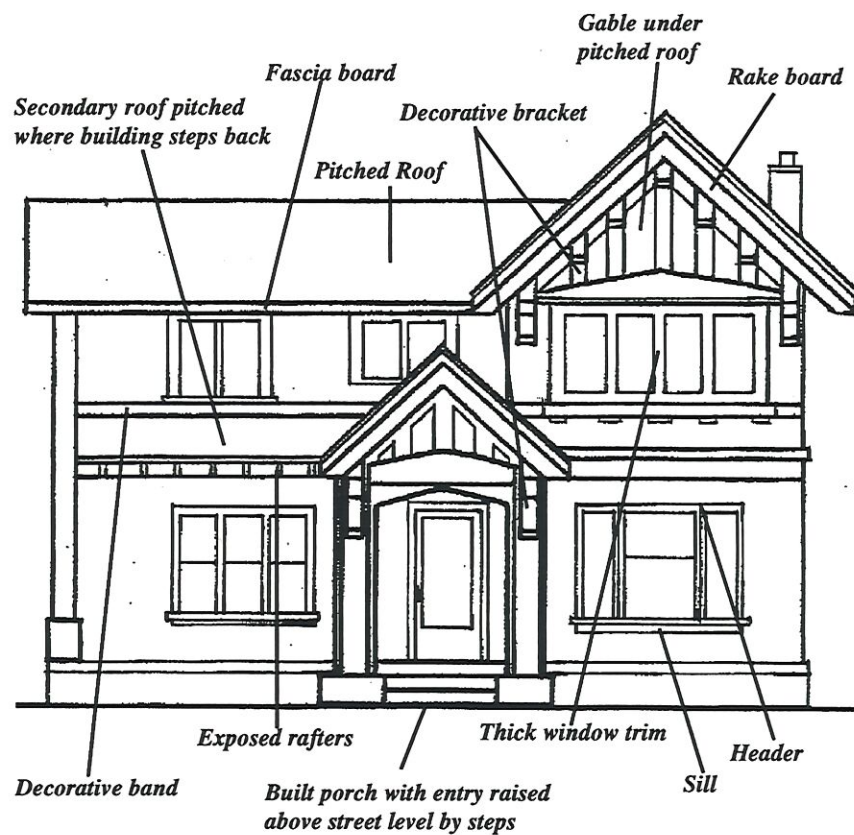 Gable under
pitched roof
Fascia board
Rake board
Secondary roof pitched
where building steps back
Decorative bracket
Pitched Roof
Exposed rafters
Thick window trim
Header
Decorative band
Sill
Built porch with entry raised
above street level by steps